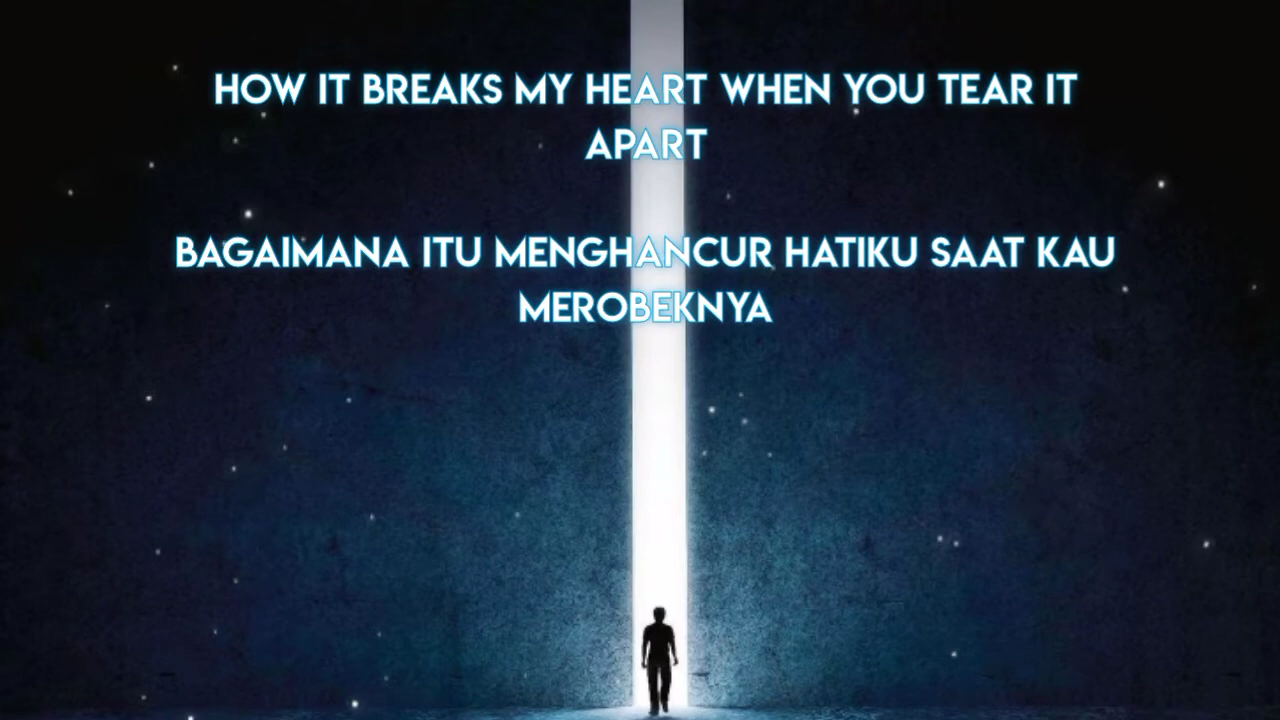 HOW IT BREAKS MY HEART WHEN YOU TEAR IT
APART
BAGAIMANA ITU MENGHANCUR HATIKU SAAT KAU
MEROBEKNYA